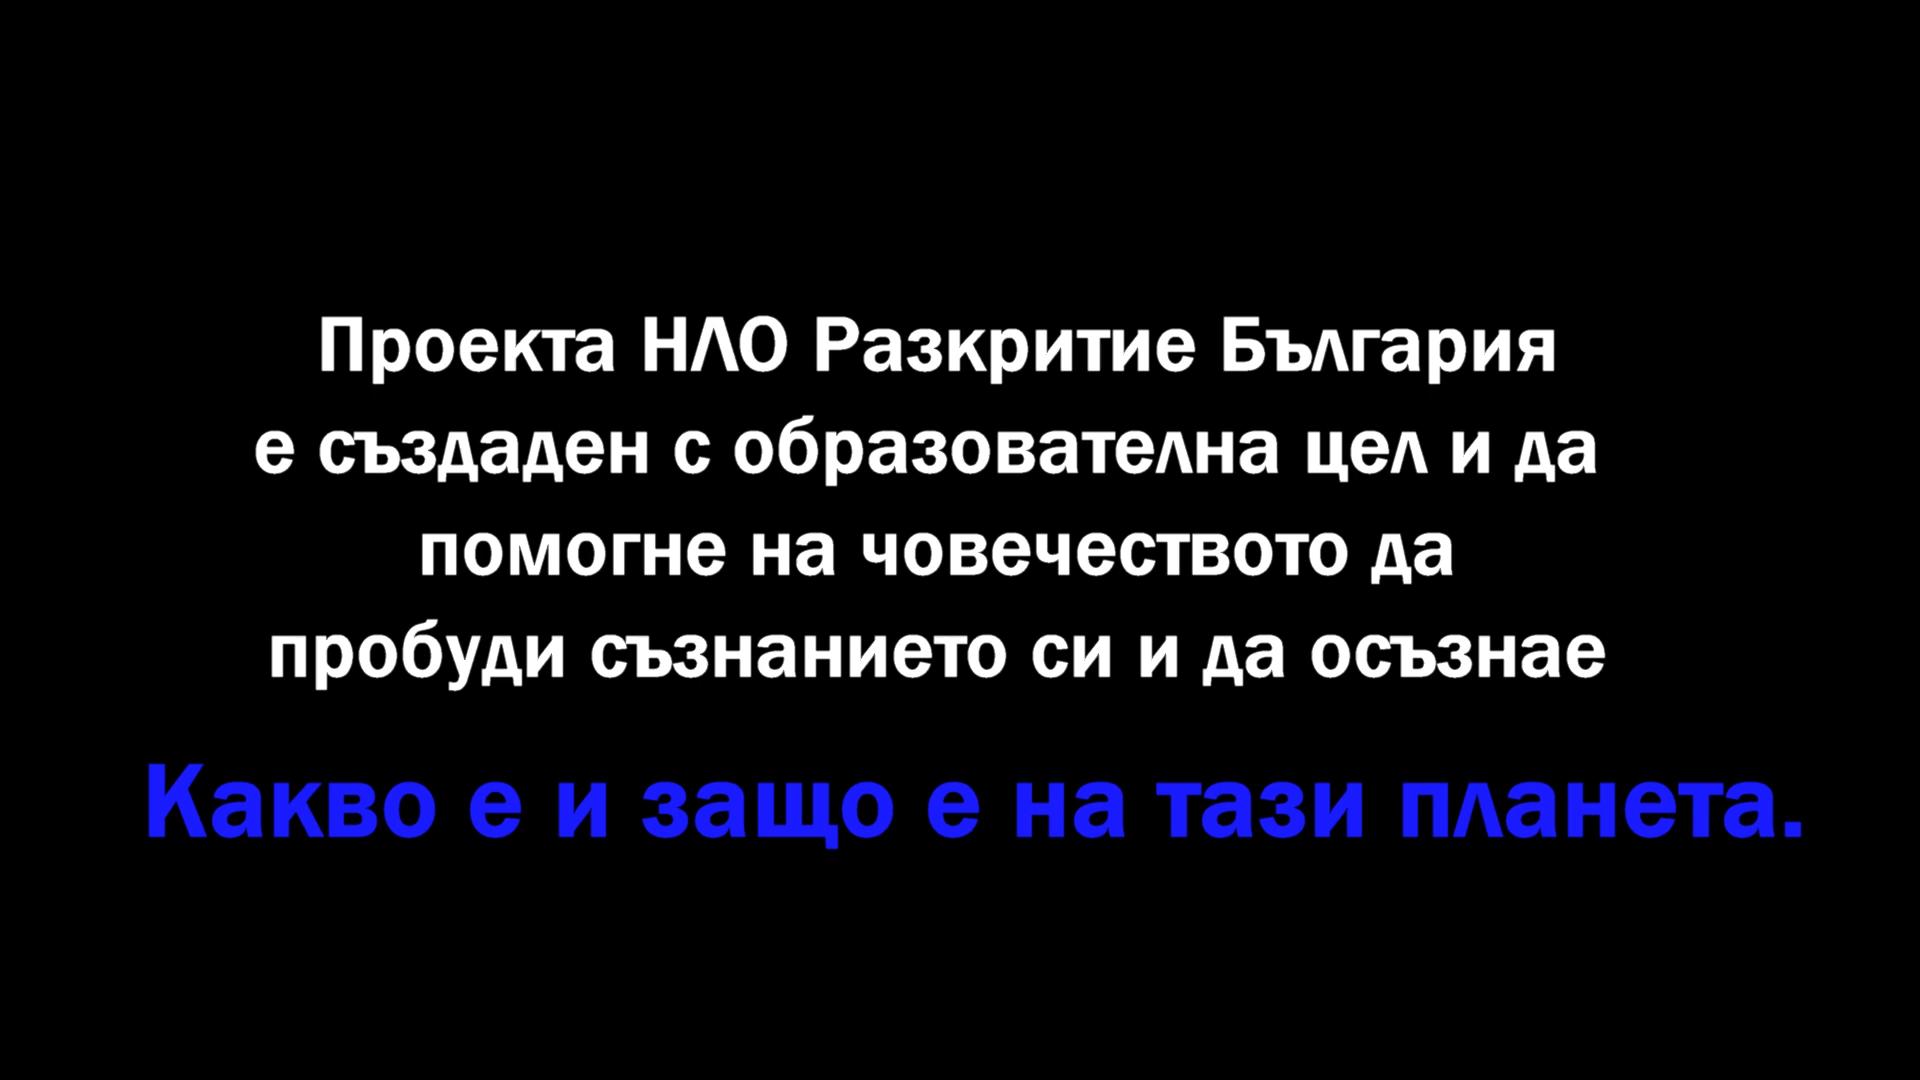 Проекта НЛО Разкритие България
е създаден с образователна цел и да
помогне на човечеството да
пробуди съзнанието си и да осъзнае
Какво е и защо е на тази планета.